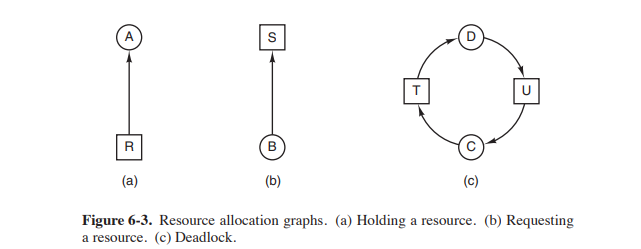 A
S
D
T
U
R
B
C
(a)
(b)
(c)
Figure 6-3. Resource allocation graphs. (a) Holding a resource. (b) Requesting
a resource. (c) Deadlock.